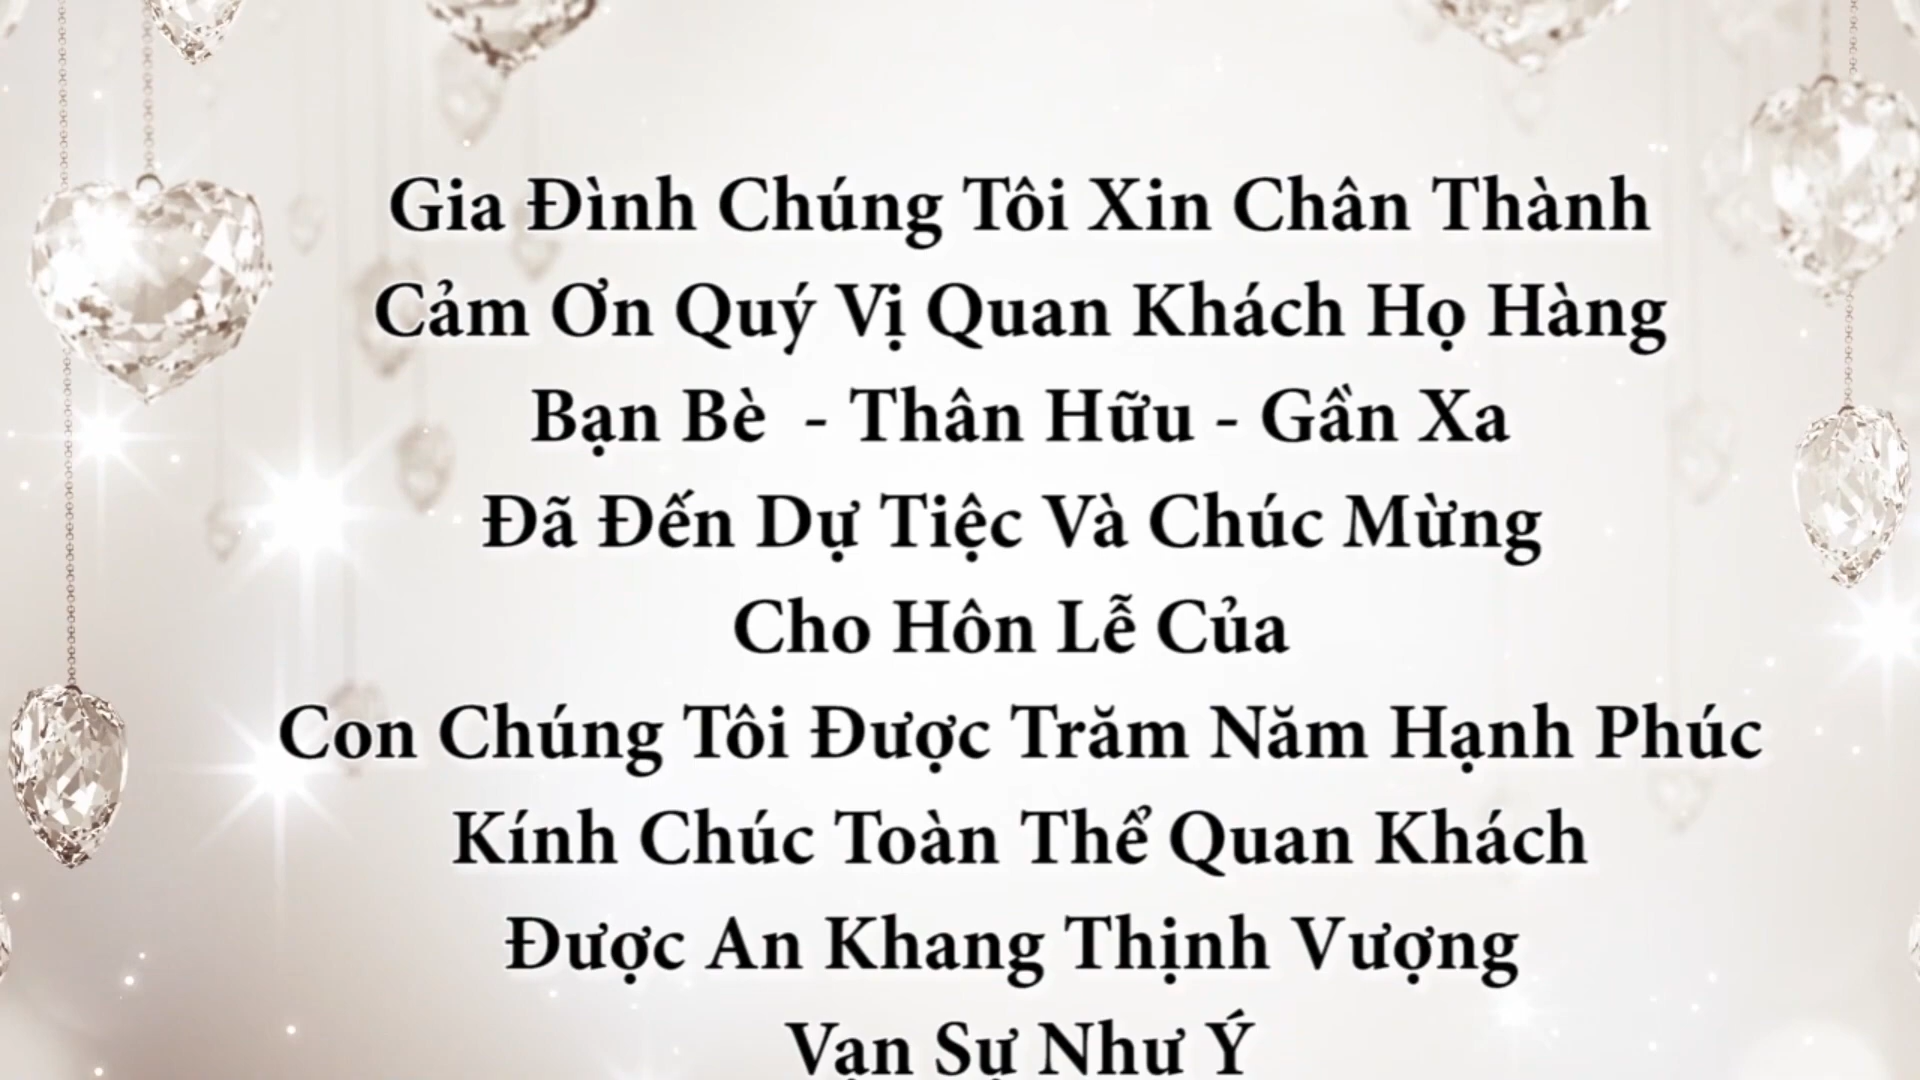 Gia Đình Chúng Tôi Xin Chân Thành
Cảm Ơn Quý Vị Quan Khách Họ Hàng
Bạn Bè - Thân Hữu - Gần Xa
Đã Đến Dự Tiệc Và Chúc Mừng
Cho Hôn Lễ Của
Con Chúng Tôi Được Trăm Năm Hạnh Phúc
Kính Chúc Toàn Thể Quan Khách
Được An Khang Thịnh Vượng
Vạn Sự Như Ý